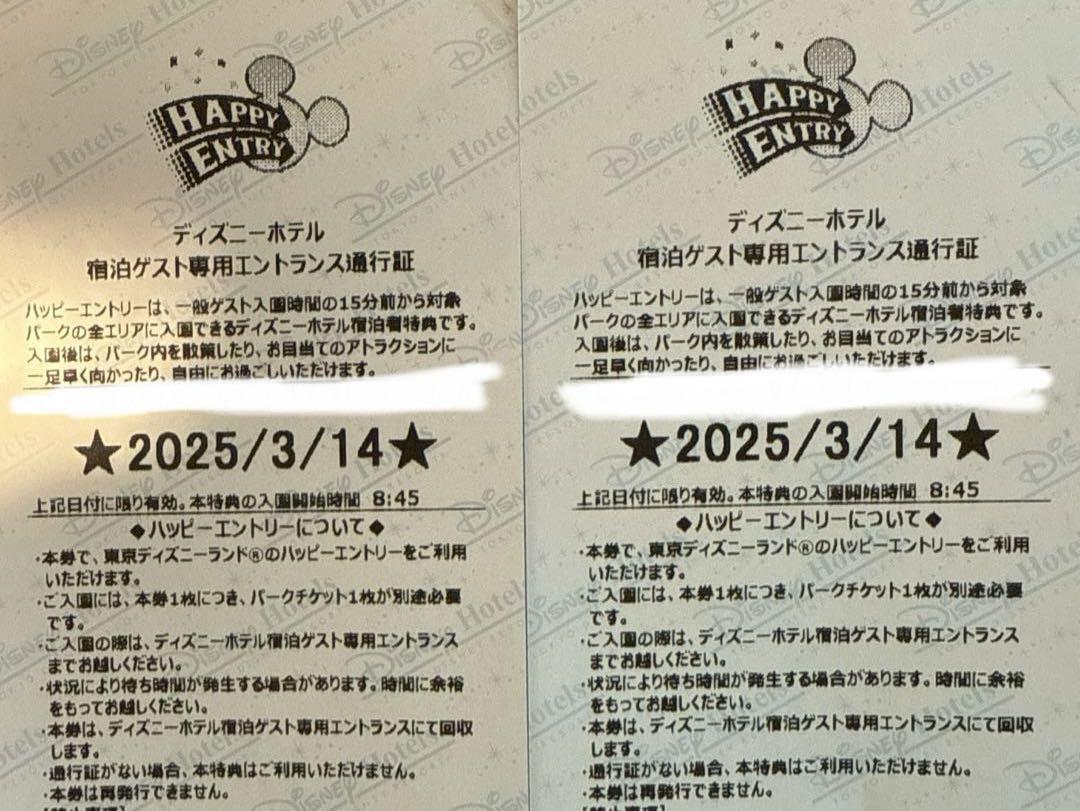 HAPPY
ENTRY
ディズニーホテル
宿泊ゲスト専用エントランス通行証
ハッピーエントリーは、一般ゲスト入園時間の15分前から対象
パークの全エリアに入園できるディズニーホテル宿泊者特典です。
入園後は、パーク内を散策したり、お目当てのアトラクションに
一足早く向かったり、自由にお過ごしいただけます。
★2025/3/14★
上記日付に限り有効。本特典の入園開始時間 8:45
◆ハッピーエントリーについて◆
・本券で、東京ディズニーランド®のハッピーエントリーをご利用
いただけます。
・ご入園には、本券1枚につき、パークチケット1枚が別途必要
です。
・ご入園の際は、ディズニーホテル宿泊ゲスト専用エントランス
までお越しください。
・状況により待ち時間が発生する場合があります。時間に余裕
をもってお越しください。
・本券は、ディズニーホテル宿泊ゲスト専用エントランスにて回収
します。
・通行証がない場合、本特典はご利用いただけません。
・本券は再発行できません。
HAPPY
ENTRY
ディズニーホテル
宿泊ゲスト専用エントランス通行証
ハッピーエントリーは、一般ゲスト入園時間の15分前から対象
パークの全エリアに入園できるディズニーホテル宿泊者特典です。
入園後は、パーク内を散策したり、お目当てのアトラクションに
一足早く向かったり、自由にお過ごしいただけます。
★2025/3/14★
上記日付に限り有効。本特典の入園開始時間 8:45
◆ハッピーエントリーについて◆
・本券で、東京ディズニーランド®のハッピーエントリーをご利用
いただけます。
・ご入園には、本券1枚につき、パークチケット1枚が別途必要
です。
・ご入園の際は、ディズニーホテル宿泊ゲスト専用エントランス
までお越しください。
・状況により待ち時間が発生する場合があります。時間に余裕
をもってお越しください。
・本券は、ディズニーホテル宿泊ゲスト専用エントランスにて回収
します。
・通行証がない場合、本特典はご利用いただけません。
・本券は再発行できません。